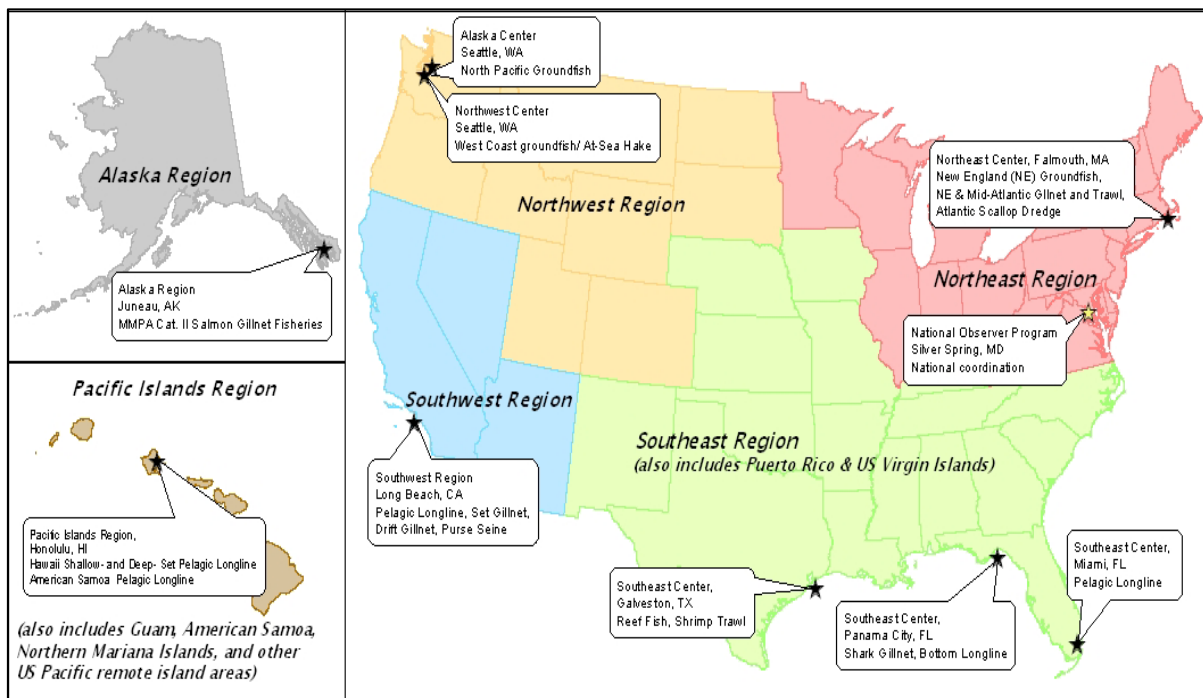 Alaska Region
Alaska Region
Juneau, AK
MMPA Cat. II Salmon Gillnet Fisheries
Pacific Islands Region
Pacific Islands Region,
Honolulu, HI
Hawaii Shallow- and Deep- Set Pelagic Longline
American Samoa Pelagic Longline
(also includes Guam, American Samoa,
Northern Mariana Islands, and other
US Pacific remote island areas)
Alaska Center
Seattle, WA
North Pacific Groundfish
Northwest Center
Seattle, WA
West Coast groundfish/ At-Sea Hake
Northwest Region
Northeast Center, Falmouth, MA
New England (NE) Groundfish,
NE & Mid-Atlantic Gillnet and Trawl,
Atlantic Scallop Dredge
Northeast Region
National Observer Program
Silver Spring, MD
National coordination
Southwest Region
Southwest Region
Long Beach, CA
Pelagic Longline, Set Gillnet,
Drift Gillnet, Purse Seine
Southeast Region
(also includes Puerto Rico & US Virgin Islands)
Southeast Center,
Galveston, TX
Reef Fish, Shrimp Trawl
Southeast Center,
Panama City, FL
Shark Gillnet, Bottom Longline
Southeast Center,
Miami, FL
Pelagic Longline